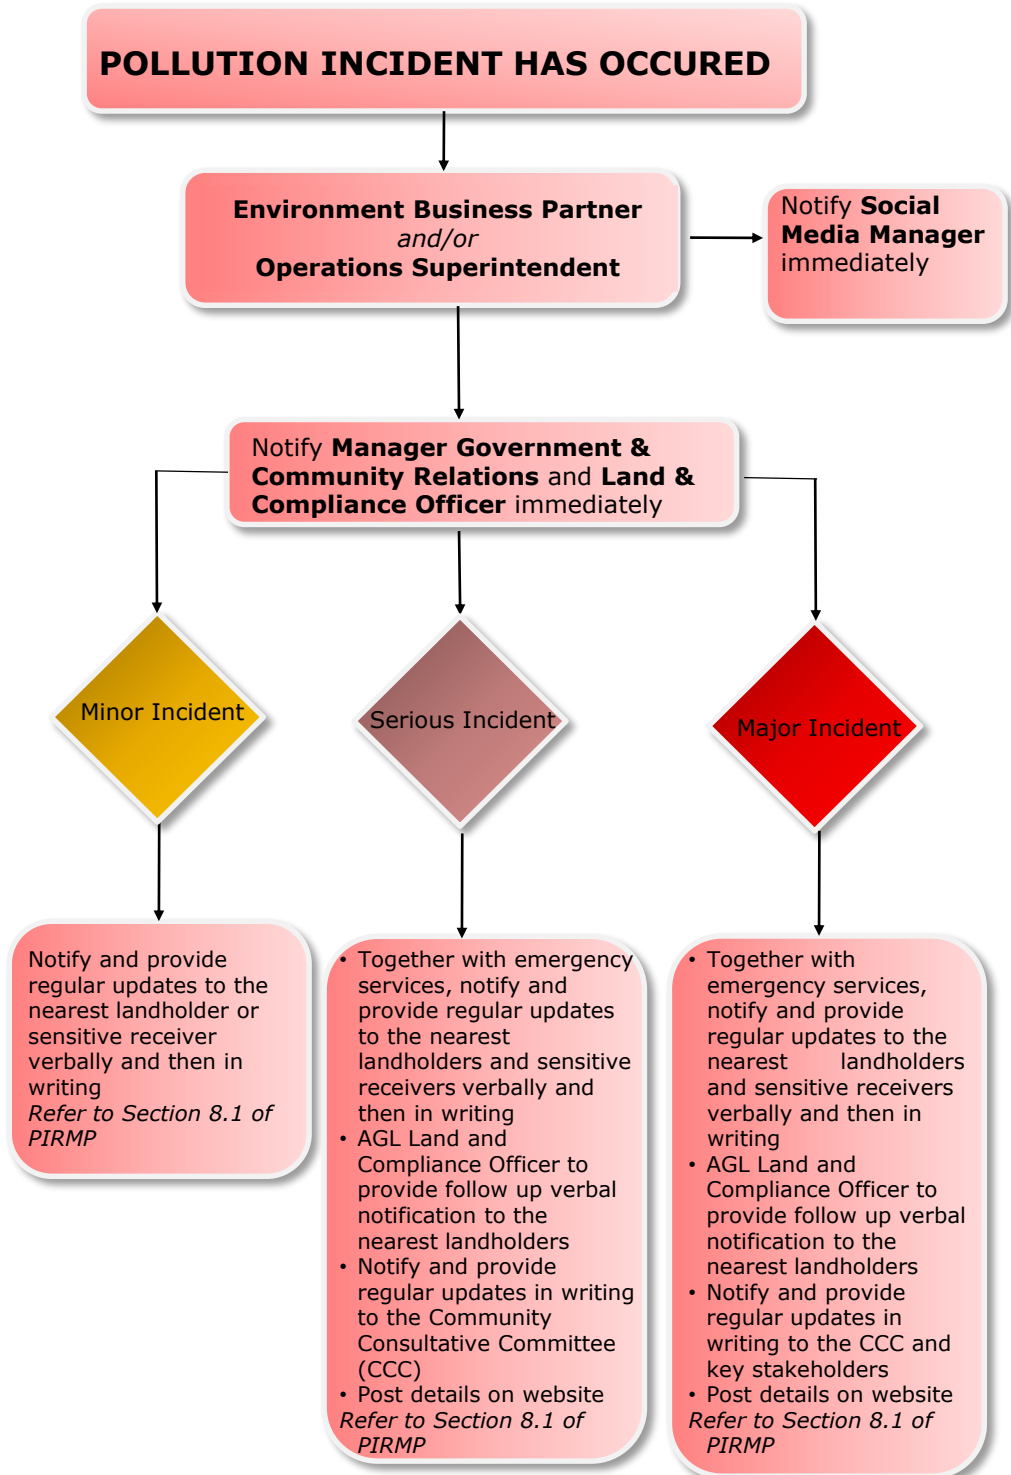 POLLUTION INCIDENT HAS OCCURED
Environment Business Partner
and/or
Operations Superintendent
Notify Social
Media Manager
immediately
Notify Manager Government &
Community Relations and Land &
Compliance Officer immediately
Minor Incident
Serious Incident
Major Incident
Notify and provide
regular updates to the
nearest landholder or
sensitive receiver
verbally and then in
writing
Refer to Section 8.1 of
PIRMP
• Together with emergency
services, notify and
provide regular updates
to the nearest
landholders and sensitive
receivers verbally and
then in writing
• AGL Land and
Compliance Officer to
provide follow up verbal
notification to the
nearest landholders
• Notify and provide
regular updates in writing
to the Community
Consultative Committee
(CCC)
• Post details on website
Refer to Section 8.1 of
PIRMP
• Together with
emergency services,
notify and provide
regular updates to the
nearest landholders
and sensitive receivers
verbally and then in
writing
• AGL Land and
Compliance Officer to
provide follow up verbal
notification to the
nearest landholders
• Notify and provide
regular updates in
writing to the CCC and
key stakeholders
• Post details on website
Refer to Section 8.1 of
PIRMP